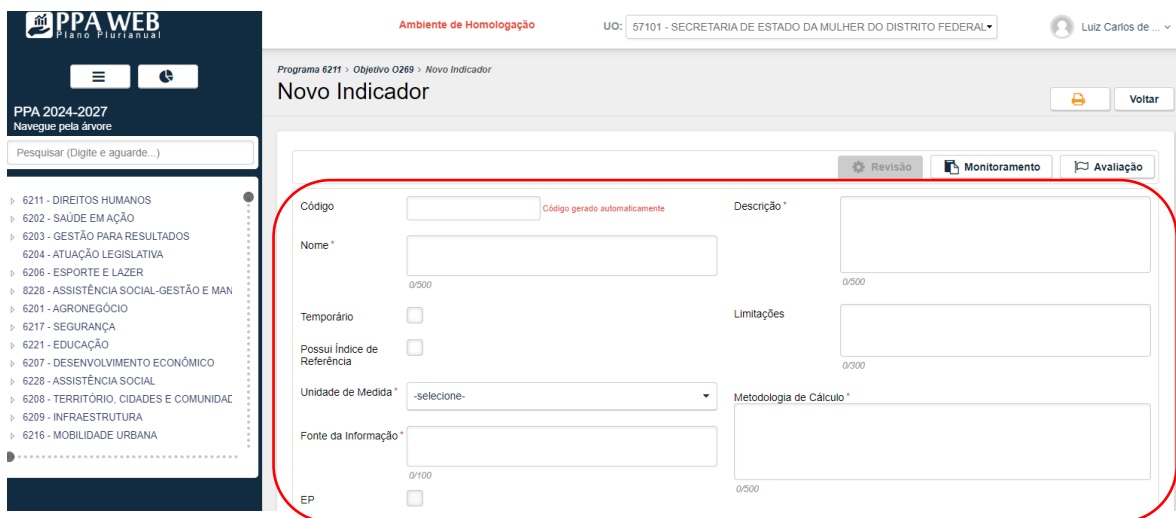 PPA WEB
Plano Plurianual
Ambiente de Homologação
UO: 57101 - SECRETARIA DE ESTADO DA MULHER DO DISTRITO FEDERAL
Luiz Carlos de ...
PPA 2024-2027
Navegue pela árvore
Pesquisar (Digite e aguarde...)
6211 - DIREITOS HUMANOS
6202 - SAÚDE EM AÇÃO
6203 - GESTÃO PARA RESULTADOS
6204 - ATUAÇÃO LEGISLATIVA
6206 - ESPORTE E LAZER
8228 - ASSISTÊNCIA SOCIAL-GESTÃO E MAN
6201 - AGRONEGÓCIO
6217 - SEGURANÇA
6221 - EDUCAÇÃO
6207 - DESENVOLVIMENTO ECONÔMICO
6228 - ASSISTÊNCIA SOCIAL
6208 - TERRITÓRIO, CIDADES E COMUNIDAD
6209 - INFRAESTRUTURA
6216 - MOBILIDADE URBANA
Programa 6211 › Objetivo O269 › Novo Indicador
Novo Indicador
Voltar
Revisão
Monitoramento
Avaliação
Código
Código gerado automaticamente
Nome *
0/500
Temporário
Possui Índice de
Referência
Unidade de Medida *
-selecione-
Fonte da Informação *
0/100
EP
Descrição *
0/500
Limitações
0/300
Metodologia de Cálculo *
0/500